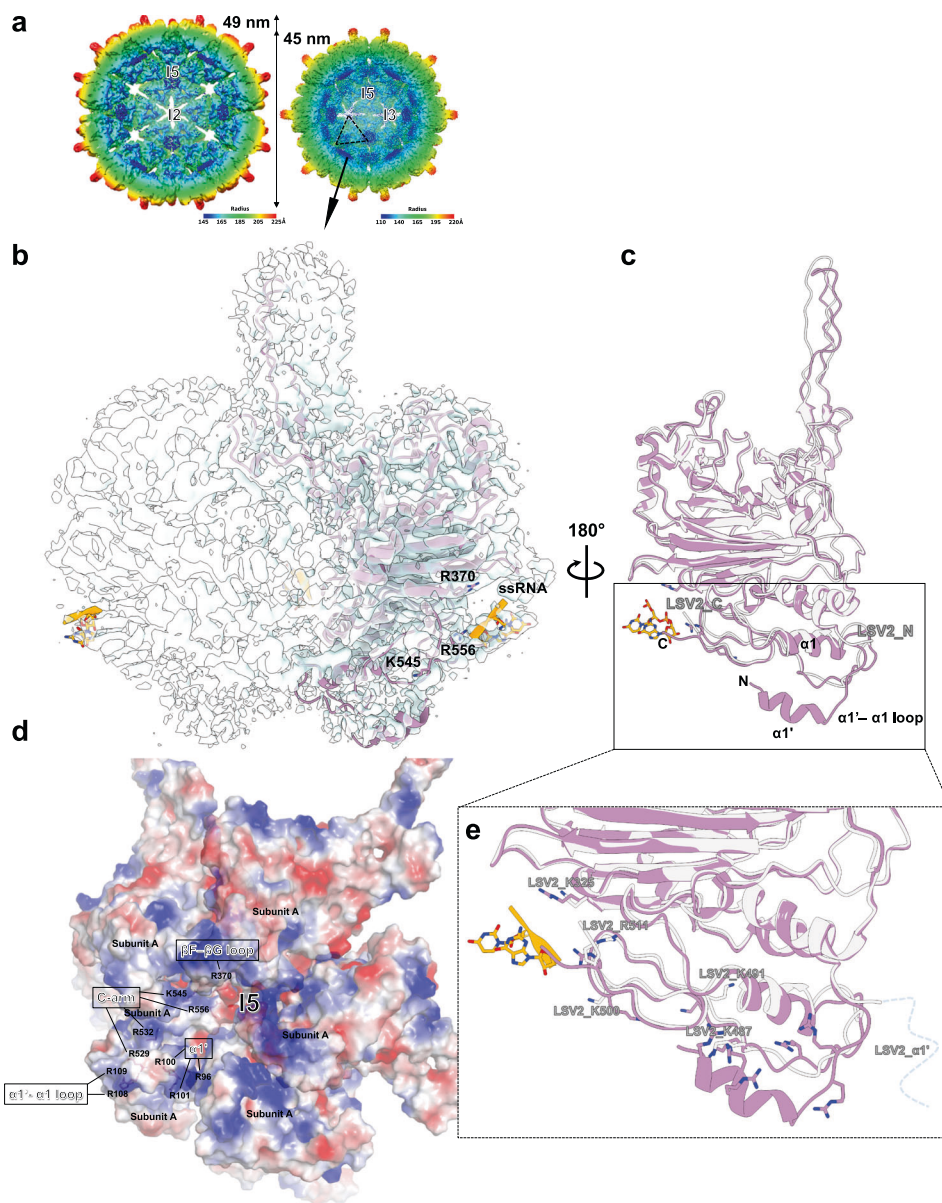 a
49 nm
45 nm
I5
I2
I5
I3
Radius
145 165 185 205 225Å
Radius
110 140 165 195 220Å
b
c
R370
ssRNA
R556
K545
180°
LSV2_C
LSV2_N
C
α1
N
α1'– α1 loop
α1'
d
Subunit A
Subunit A
βF–βG loop
R370
I5
K545
C-arm
R556
Subunit A
R532
Subunit A
R529
α1'
R100
R109
R96
α1'- α1 loop
R108
R101
Subunit A
Subunit A
e
LSV2_K325
LSV2_R544
LSV2_K491
LSV2_K509
LSV2_K487
LSV2_α1'